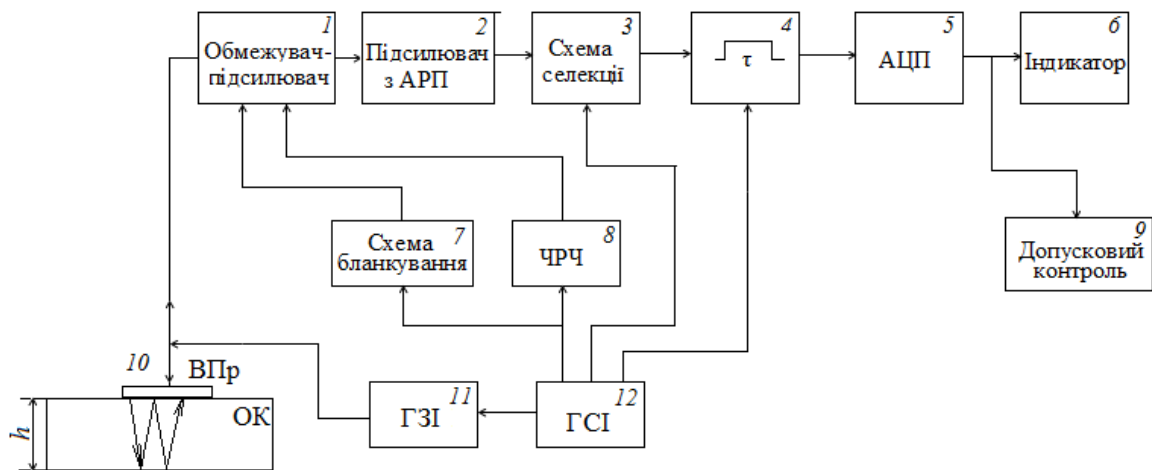 1
Обмежувач-
підсилювач
2
Підсилювач
з АРП
3
Схема
селекції
4
τ
5
АЦП
6
Індикатор
7
Схема
бланкування
8
ЧРЧ
9
Допусковий
контроль
10
ВПр
ОК
h
11
ГЗІ
12
ГСІ